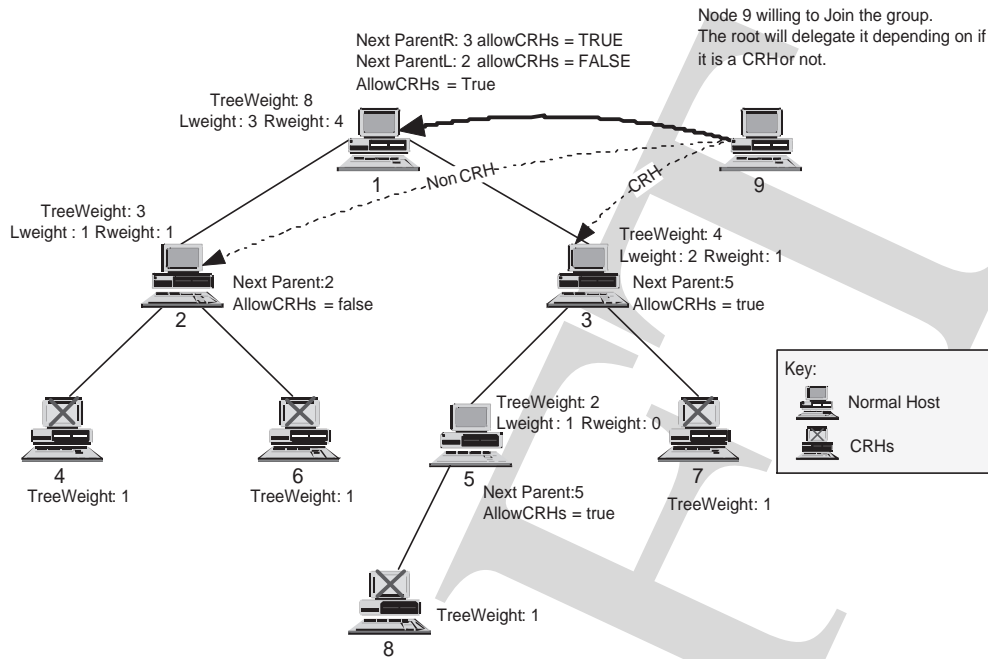 Node 9 willing to Join the group.
The root will delegate it depending on if
it is a CRHor not.
Next ParentR: 3 allowCRHs = TRUE
Next ParentL: 2 allowCRHs = FALSE
AllowCRHs = True
TreeWeight: 8
Lweight : 3 Rweight: 4
1
Non CRH
CRH
9
TreeWeight: 3
Lweight : 1 Rweight: 1
Next Parent:2
AllowCRHs = false
2
TreeWeight: 4
Lweight : 2 Rweight: 1
Next Parent:5
AllowCRHs = true
3
Key:
Normal Host
CRHs
4
TreeWeight: 1
6
TreeWeight: 1
TreeWeight: 2
Lweight : 1 Rweight: 0
5
Next Parent:5
AllowCRHs = true
7
TreeWeight: 1
TreeWeight: 1
8